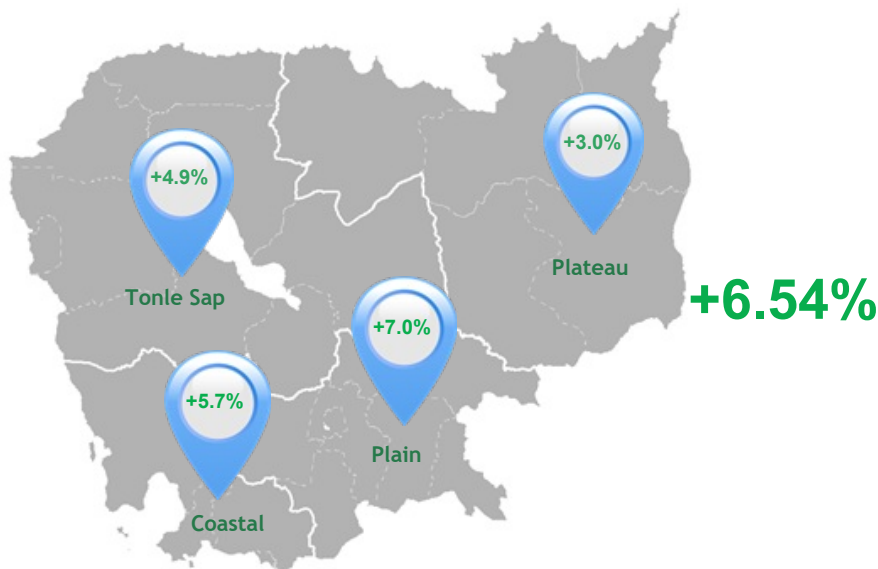 +3.0%
Plateau
+4.9%
Tonle Sap
+6.54%
+7.0%
Plain
+5.7%
Coastal